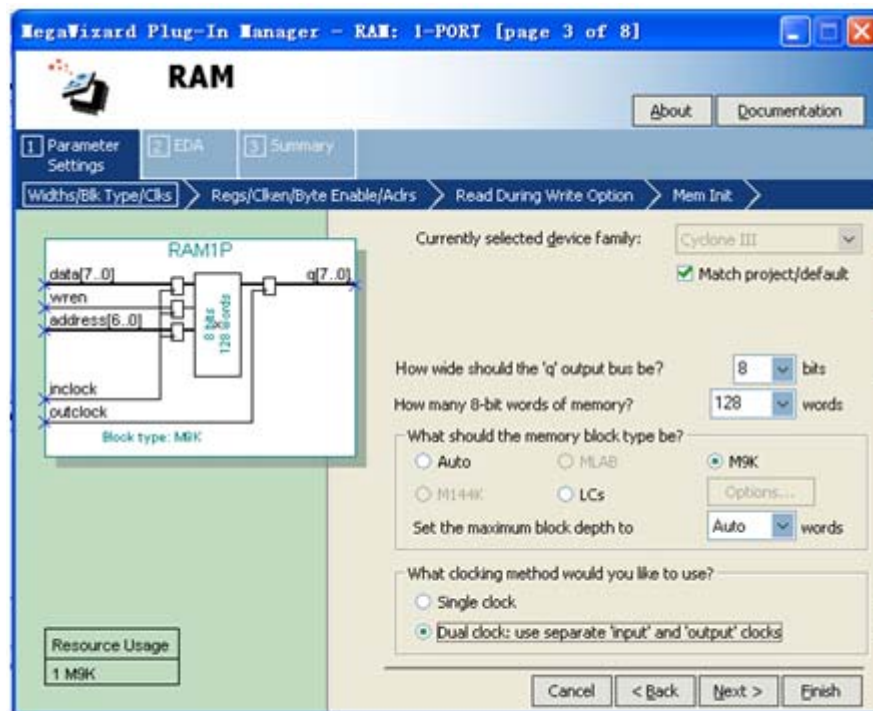 MegaWizard Plug-In Manager - RAM: 1-PORT [page 3 of 8]
RAM
About
Documentation
1 Parameter Settings
2 EDA
3 Summary
Widths/Blk Type/Clks
Regs/Clken/Byte Enable/Aclrs
Read During Write Option
Mem Init
RAM1P
data[7..0]
q[7..0]
wren
address[6..0]
8 bits
128 words
inclock
outclock
Block type: M9K
Currently selected device family:
Cyclone III
Match project/default
How wide should the 'q' output bus be?
8
bits
How many 8-bit words of memory?
128
words
What should the memory block type be?
Auto
MLAB
M9K
M144K
LCs
Options...
Set the maximum block depth to
Auto
words
What clocking method would you like to use?
Single clock
Dual clock: use separate 'input' and 'output' clocks
Resource Usage
1 M9K
Cancel
< Back
Next >
Finish